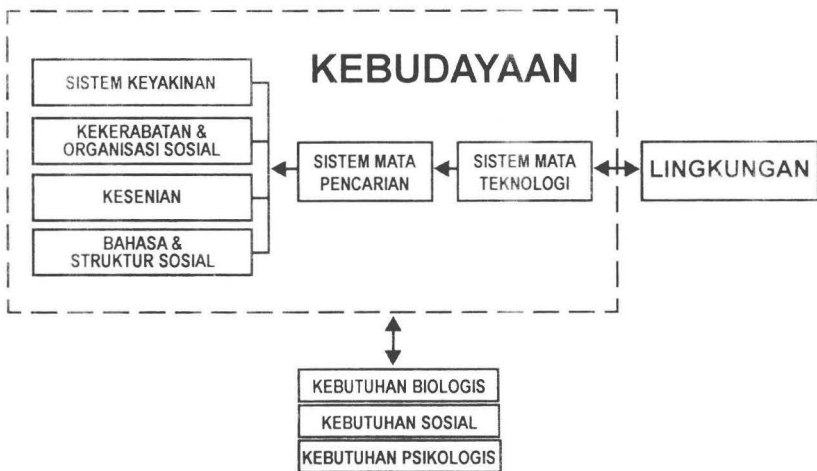 KEBUDAYAAN
SISTEM KEYAKINAN
KEKERABATAN &
ORGANISASI SOSIAL
KESENIAN
BAHASA &
STRUKTUR SOSIAL
SISTEM MATA
PENCARIAN
SISTEM MATA
TEKNOLOGI
LINGKUNGAN
KEBUTUHAN BIOLOGIS
KEBUTUHAN SOSIAL
KEBUTUHAN PSIKOLOGIS